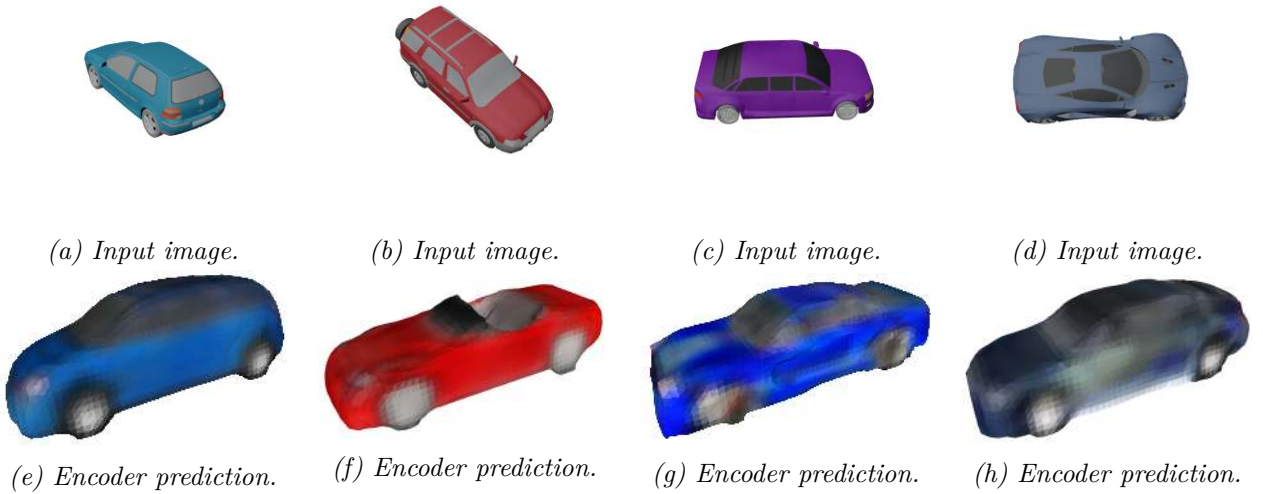 (a) Input image.
(b) Input image.
(c) Input image.
(d) Input image.
(e) Encoder prediction.
(f) Encoder prediction.
(g) Encoder prediction.
(h) Encoder prediction.